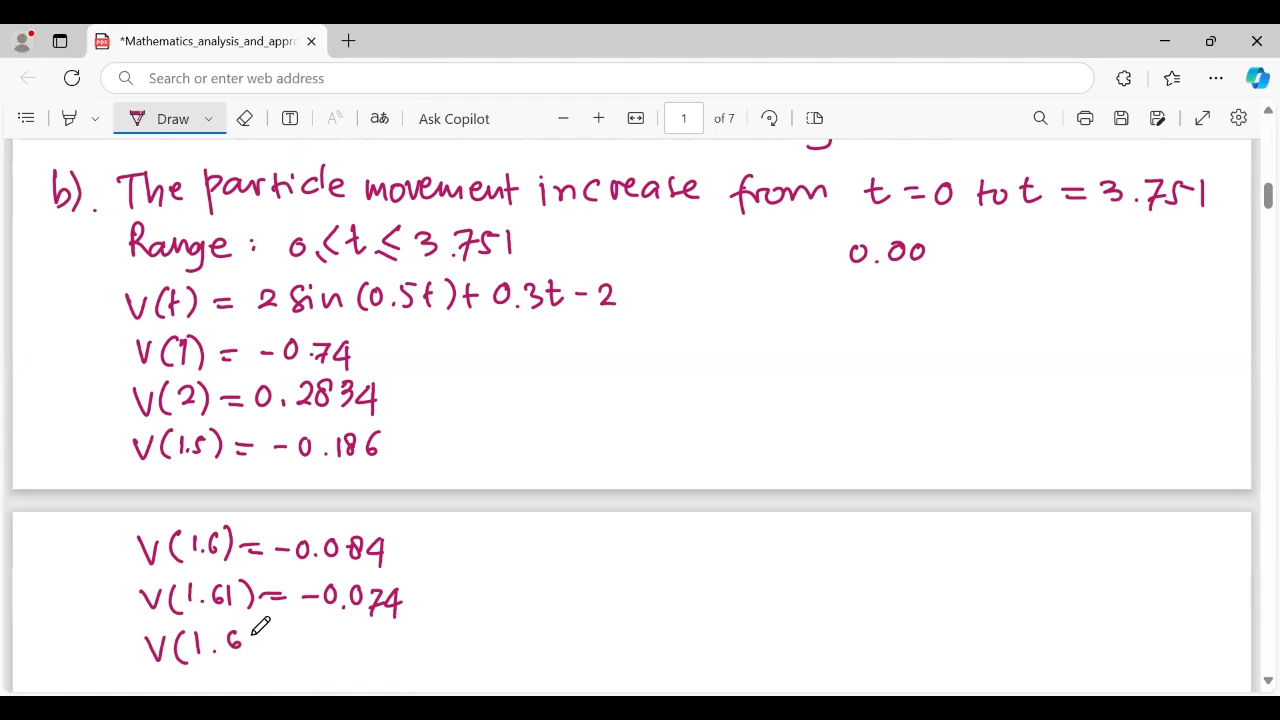 *Mathematics_analysis_and_appro
Search or enter web address
Draw
Ask Copilot
1 of 7
b). The particle movement increase from t = 0 to t = 3.751
Range : 0 ≤ t ≤ 3.751
0.00
V(t) = 2 Sin (0.5t) + 0.3t - 2
V(1) = -0.74
V(2) = 0.2834
V(1.5) = -0.186
V(1.6) = -0.084
V(1.61) = -0.074
V(1.6